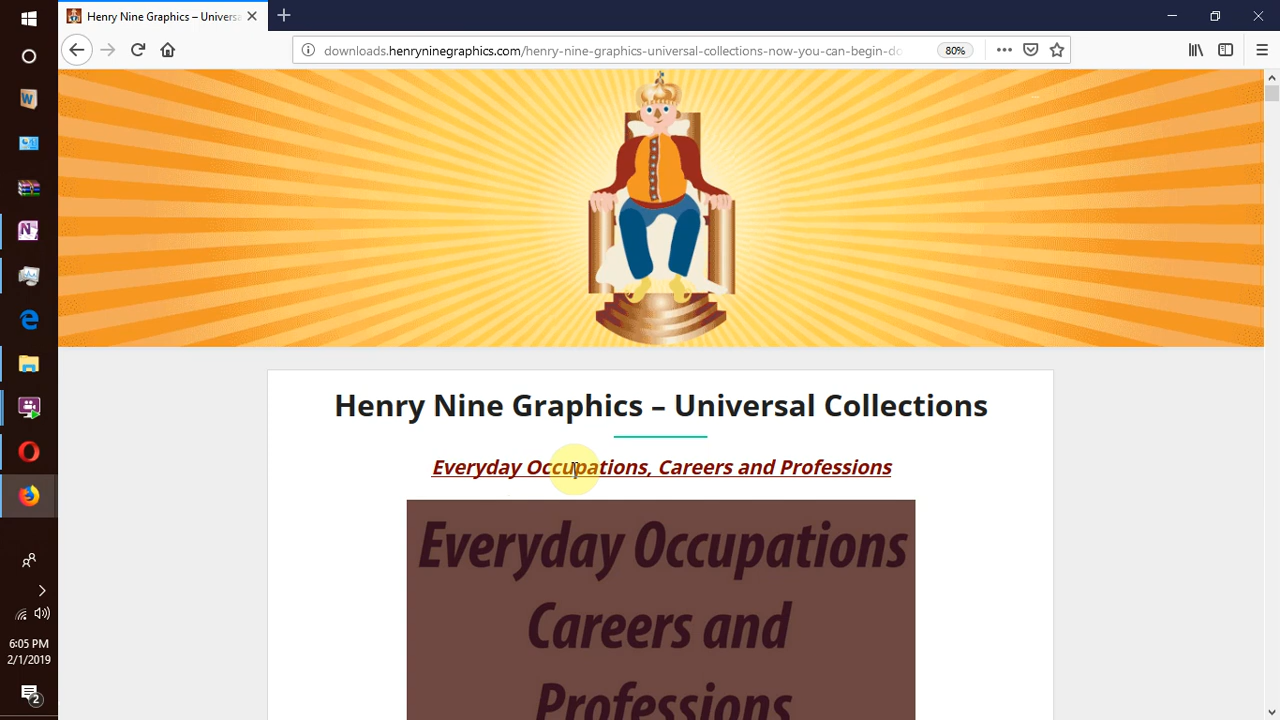 Henry Nine Graphics – Universa
downloads.henryninegraphics.com/henry-nine-graphics-universal-collections-now-you-can-begin-do
80%
Henry Nine Graphics – Universal Collections
Everyday Occupations, Careers and Professions
Everyday Occupations
Careers and
Professions
6:05 PM
2/1/2019
2